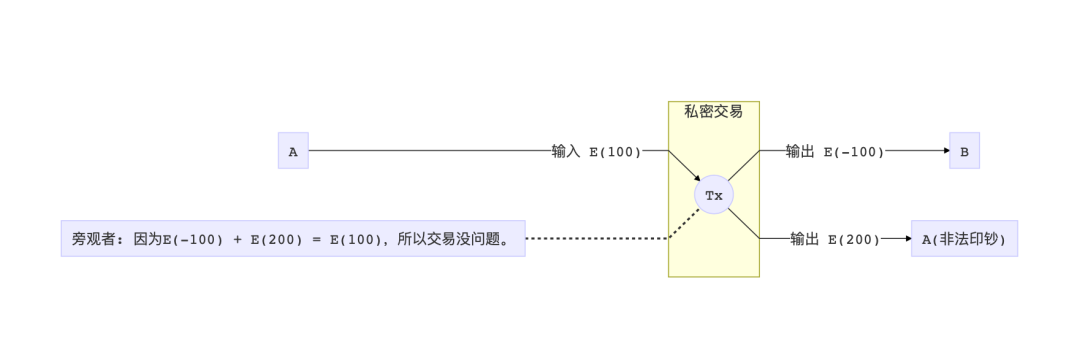 私密交易
A
输入 E(100)
输出 E(-100)
B
Tx
旁观者：因为E(-100) + E(200) = E(100)，所以交易没问题。
输出 E(200)
A(非法印钞)